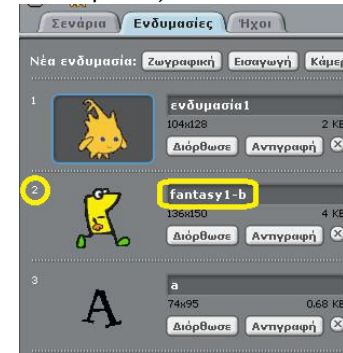 Σενάρια Ενδυμασίες Ήχοι
Νέα ενδυμασία: Ζωγραφική Εισαγωγή
1 ενδυμασία1
104x128 2 KB
Διόρθωσε Αντιγραφή
2 fantasy1-b
136x150 4 KB
Διόρθωσε Αντιγραφή
3 a
74x95 0.68 KB
Διόρθωσε Αντιγραφή
A